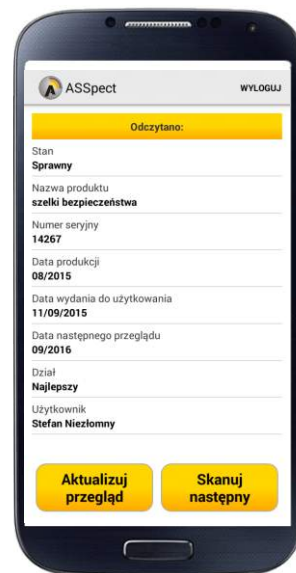 ASSpect
WYLOGUJ
Odczytano:
Stan
Sprawny
Nazwa produktu
szelki bezpieczeństwa
Numer seryjny
14267
Data produkcji
08/2015
Data wydania do użytkowania
11/09/2015
Data następnego przeglądu
09/2016
Dział
Najlepszy
Użytkownik
Stefan Niezłomny
Aktualizuj
przegląd
Skanuj
następny